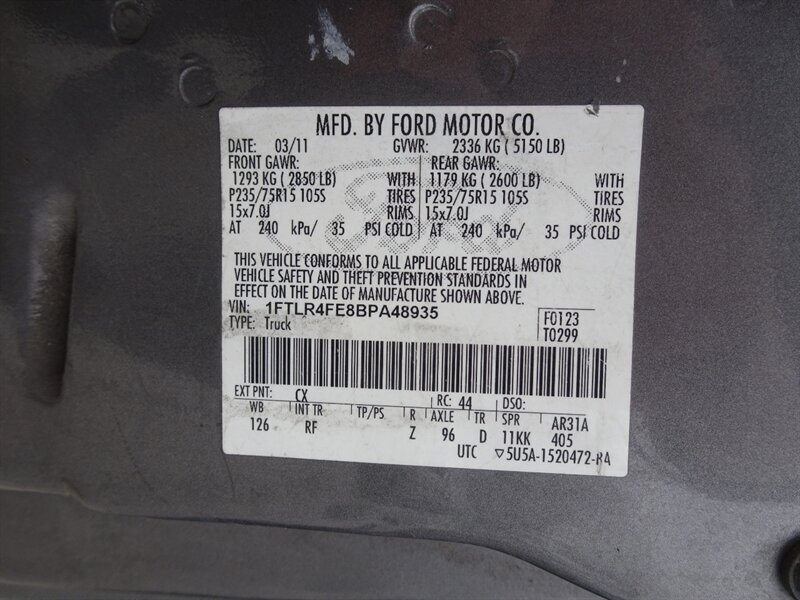 MFD. BY FORD MOTOR CO.
DATE: 03/11 GVWR: 2336 KG ( 5150 LB)
FRONT GAWR: REAR GAWR:
1293 KG ( 2850 LB) WITH 1179 KG ( 2600 LB) WITH
P235/75R15 105S TIRES P235/75R15 105S TIRES
15x7.0J RIMS 15x7.0J RIMS
AT 240 kPa/ 35 PSI COLD AT 240 kPa/ 35 PSI COLD
Ford
THIS VEHICLE CONFORMS TO ALL APPLICABLE FEDERAL MOTOR
VEHICLE SAFETY AND THEFT PREVENTION STANDARDS IN
EFFECT ON THE DATE OF MANUFACTURE SHOWN ABOVE.
VIN: 1FTLR4FE8BPA48935 F0123
TYPE: Truck T0299
EXT PNT: CX RC: 44 DSO:
WB INT TR TP/PS R AXLE TR SPR AR31A
126 RF Z 96 D 11KK 405
UTC ▽5U5A-1520472-BA